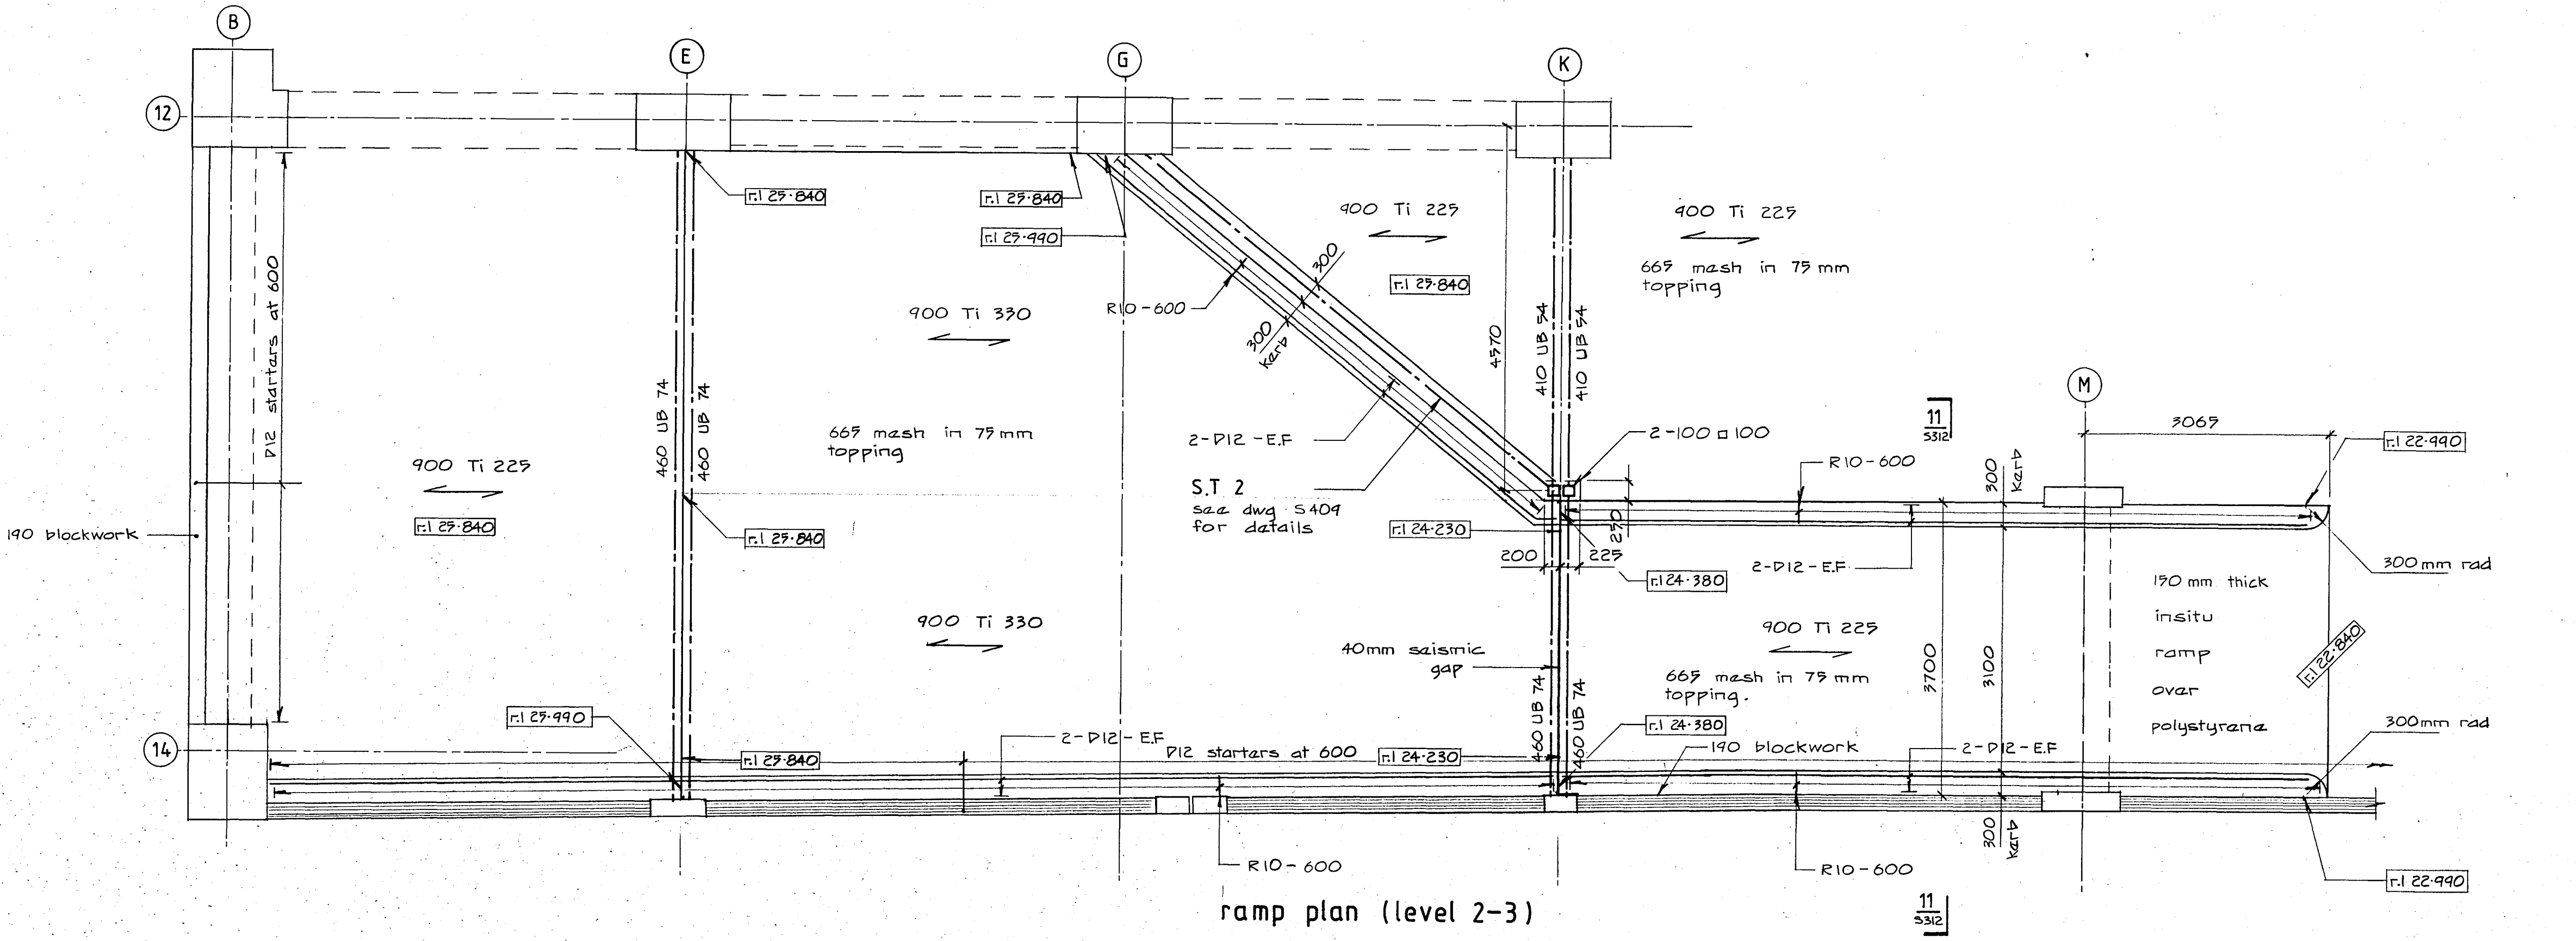 B
E
G
K
12
r.l 25·840
r.l 25·840
r.l 25·990
900 Ti 225
900 Ti 225
665 mesh in 75 mm
topping
r.l 25·840
D12 starters at 600
R10-600
300
300
kerb
900 Ti 330
4570
410 UB 54
410 UB 54
M
3065
r.l 22·990
460 UB 74
460 UB 74
665 mesh in 75 mm
topping
2-D12-E.F
2-100 □ 100
11
S312
R10-600
300
kerb
900 Ti 225
r.l 25·840
S.T 2
see dwg S409
for details
190 blockwork
r.l 25·840
r.l 24·230
250
200
225
r.l 24·380
2-D12-E.F
300 mm rad
150 mm thick
insitu
ramp
over
polystyrene
900 Ti 330
40mm seismic
gap
900 Ti 225
665 mesh in 75 mm
topping.
3700
3100
r.l 22·840
460 UB 74
460 UB 74
r.l 25·990
r.l 24·380
300mm rad
14
r.l 25·840
2-D12-E.F
D12 starters at 600
r.l 24·230
190 blockwork
2-D12-E.F
300
kerb
R10-600
R10-600
r.l 22·990
ramp plan (level 2-3)
11
S312